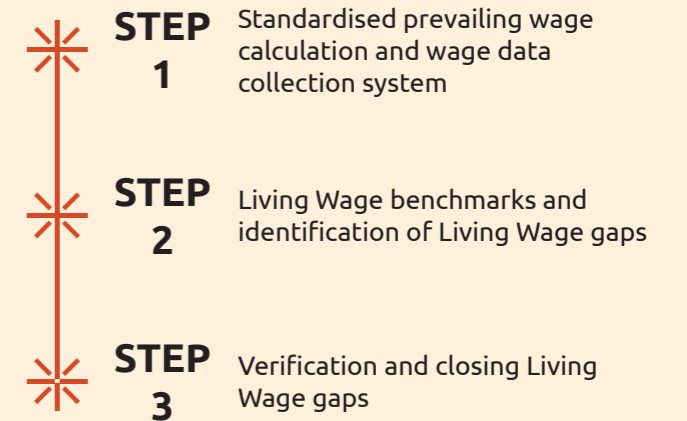 STEP
1
Standardised prevailing wage
calculation and wage data
collection system
STEP
2
Living Wage benchmarks and
identification of Living Wage gaps
STEP
3
Verification and closing Living
Wage gaps